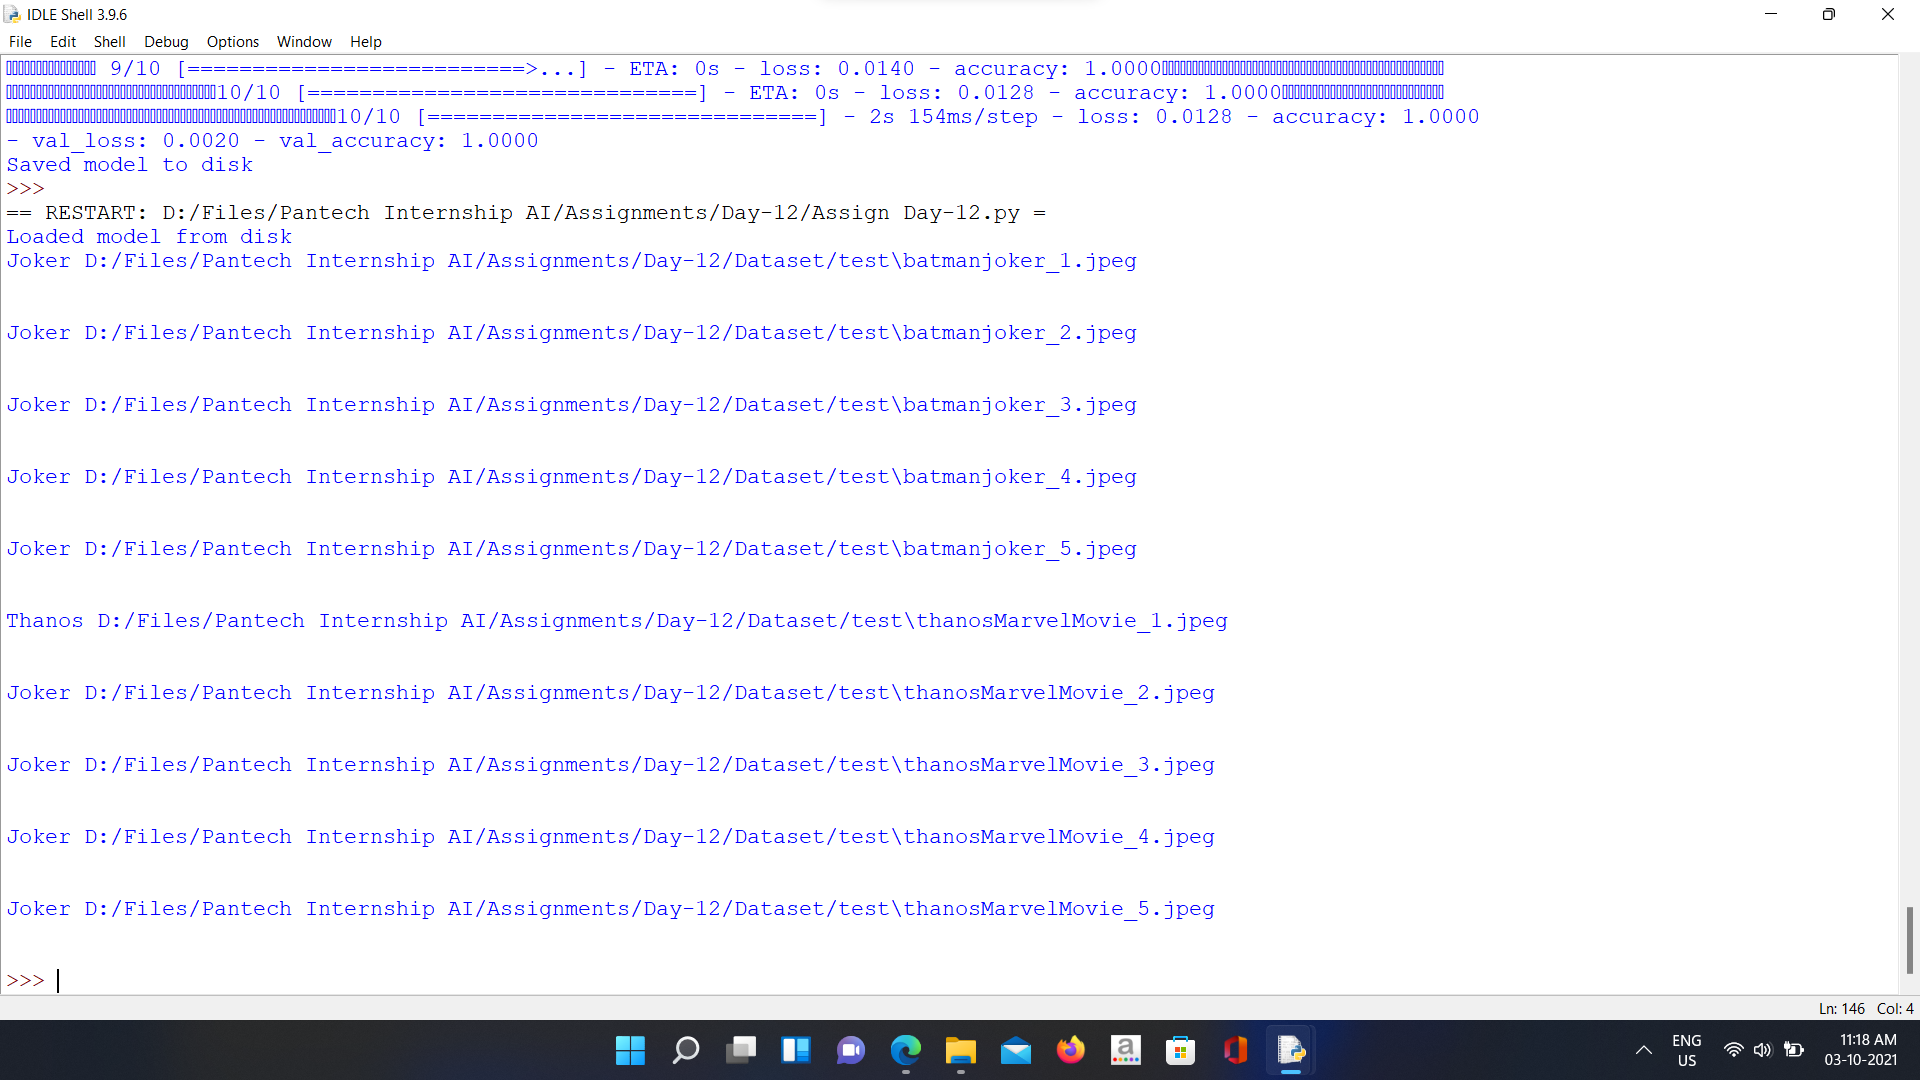 IDLE Shell 3.9.6
File Edit Shell Debug Options Window Help
9/10 [==========================>...] - ETA: 0s - loss: 0.0140 - accuracy: 1.0000
10/10 [==============================] - ETA: 0s - loss: 0.0128 - accuracy: 1.0000
10/10 [==============================] - 2s 154ms/step - loss: 0.0128 - accuracy: 1.0000
- val_loss: 0.0020 - val_accuracy: 1.0000
Saved model to disk
>>>
== RESTART: D:/Files/Pantech Internship AI/Assignments/Day-12/Assign Day-12.py =
Loaded model from disk
Joker D:/Files/Pantech Internship AI/Assignments/Day-12/Dataset/test\batmanjoker_1.jpeg
Joker D:/Files/Pantech Internship AI/Assignments/Day-12/Dataset/test\batmanjoker_2.jpeg
Joker D:/Files/Pantech Internship AI/Assignments/Day-12/Dataset/test\batmanjoker_3.jpeg
Joker D:/Files/Pantech Internship AI/Assignments/Day-12/Dataset/test\batmanjoker_4.jpeg
Joker D:/Files/Pantech Internship AI/Assignments/Day-12/Dataset/test\batmanjoker_5.jpeg
Thanos D:/Files/Pantech Internship AI/Assignments/Day-12/Dataset/test\thanosMarvelMovie_1.jpeg
Joker D:/Files/Pantech Internship AI/Assignments/Day-12/Dataset/test\thanosMarvelMovie_2.jpeg
Joker D:/Files/Pantech Internship AI/Assignments/Day-12/Dataset/test\thanosMarvelMovie_3.jpeg
Joker D:/Files/Pantech Internship AI/Assignments/Day-12/Dataset/test\thanosMarvelMovie_4.jpeg
Joker D:/Files/Pantech Internship AI/Assignments/Day-12/Dataset/test\thanosMarvelMovie_5.jpeg
>>>
Ln: 146 Col: 4
a
ENG
US
11:18 AM
03-10-2021